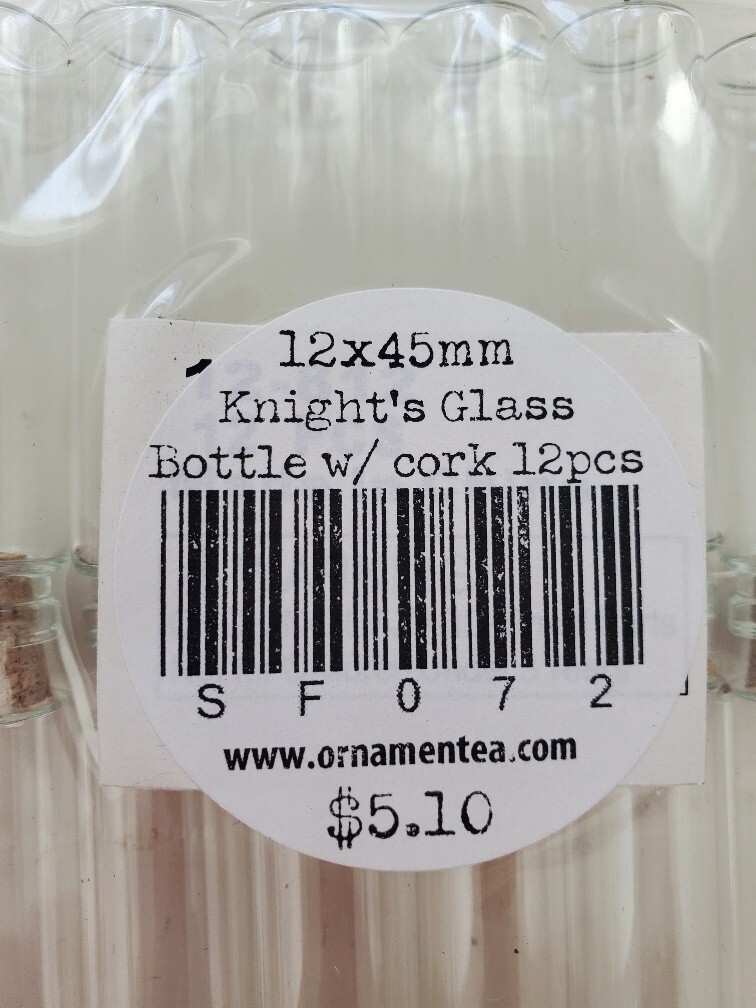 12x45mm
Knight's Glass
Bottle w/ cork 12pcs
S F 0 7 2
www.ornamentea.com
$5.10